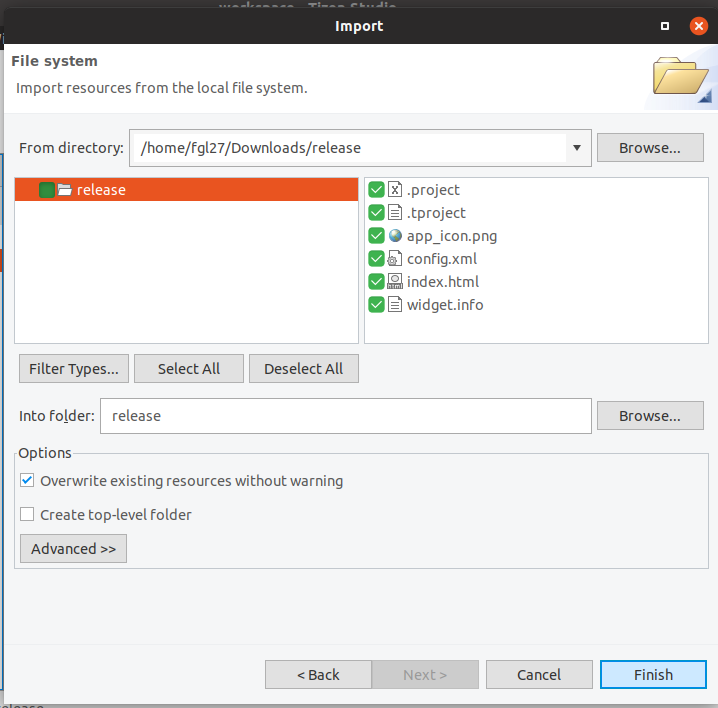 workspace - Tizen Studio
Import
File system
Import resources from the local file system.
From directory: /home/fgl27/Downloads/release Browse...
release
.project
.tproject
app_icon.png
config.xml
index.html
widget.info
Filter Types... Select All Deselect All
Into folder: release Browse...
Options
Overwrite existing resources without warning
Create top-level folder
Advanced >>
< Back Next > Cancel Finish
release